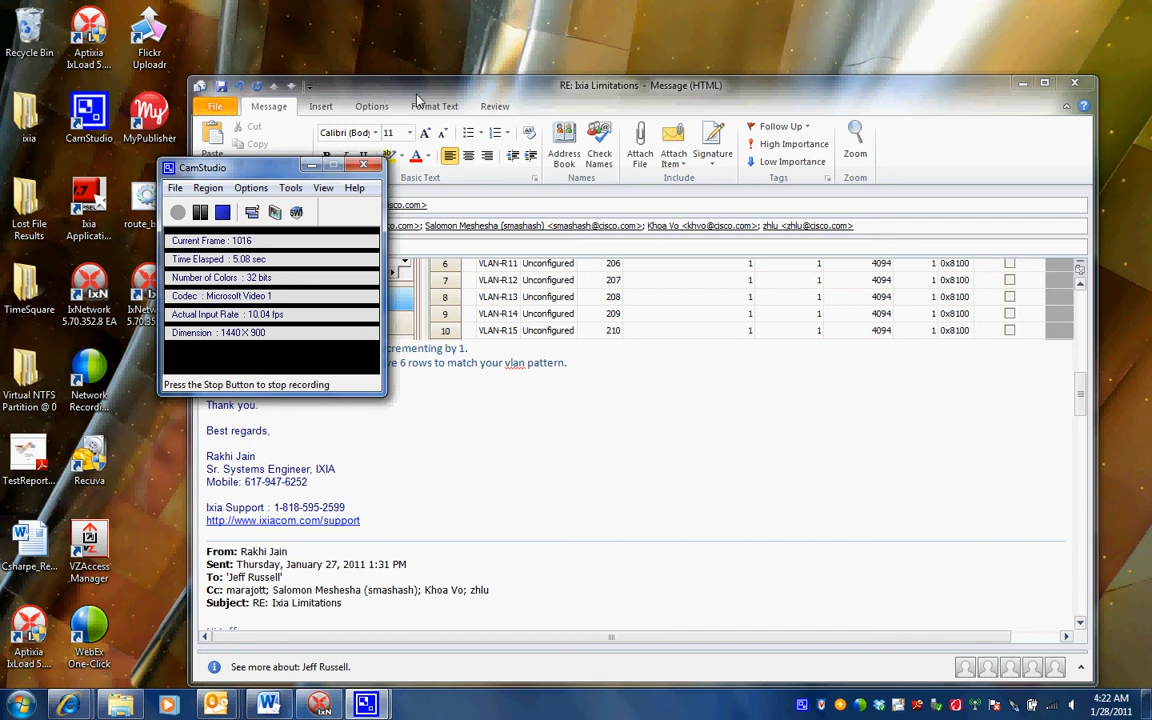 Recycle Bin
Aptixia
IxLoad 5....
Flickr
Uploadr
ixia
CamStudio
MyPublisher
Lost File
Results
Ixia
Applicatio...
route_b
TimeSquare
IxNetwork
5.70.352.8 EA
IxNetw
5.70.35
Virtual NTFS
Partition @ 0
Network
Recordin...
TestReport...
Recuva
Csharpe_Re...
VZAccess
Manager
Aptixia
IxLoad 5....
WebEx
One-Click
RE: Ixia Limitations - Message (HTML)
File
Message
Insert
Options
Format Text
Review
Paste
Cut
Copy
Calibri (Body
11
Basic Text
Address
Book
Check
Names
Names
Attach
File
Attach
Item
Signature
Include
Follow Up
High Importance
Low Importance
Tags
Zoom
Zoom
CamStudio
File Region Options Tools View Help
Current Frame : 1016
Time Elasped : 5.08 sec
Number of Colors : 32 bits
Codec : Microsoft Video 1
Actual Input Rate : 10.04 fps
Dimension : 1440 X 900
Press the Stop Button to stop recording
isco.com>
co.com>; Salomon Meshesha (smashash) <smashash@cisco.com>; Khoa Vo <khvo@cisco.com>; zhlu <zhlu@cisco.com>
6 VLAN-R11 Unconfigured 206 1 1 4094 1 0x8100
7 VLAN-R12 Unconfigured 207 1 1 4094 1 0x8100
8 VLAN-R13 Unconfigured 208 1 1 4094 1 0x8100
9 VLAN-R14 Unconfigured 209 1 1 4094 1 0x8100
10 VLAN-R15 Unconfigured 210 1 1 4094 1 0x8100
crementing by 1.
ve 6 rows to match your vlan pattern.
Thank you.
Best regards,
Rakhi Jain
Sr. Systems Engineer, IXIA
Mobile: 617-947-6252
Ixia Support : 1-818-595-2599
http://www.ixiacom.com/support
From: Rakhi Jain
Sent: Thursday, January 27, 2011 1:31 PM
To: 'Jeff Russell'
Cc: marajott; Salomon Meshesha (smashash); Khoa Vo; zhlu
Subject: RE: Ixia Limitations
See more about: Jeff Russell.
4:22 AM
1/28/2011